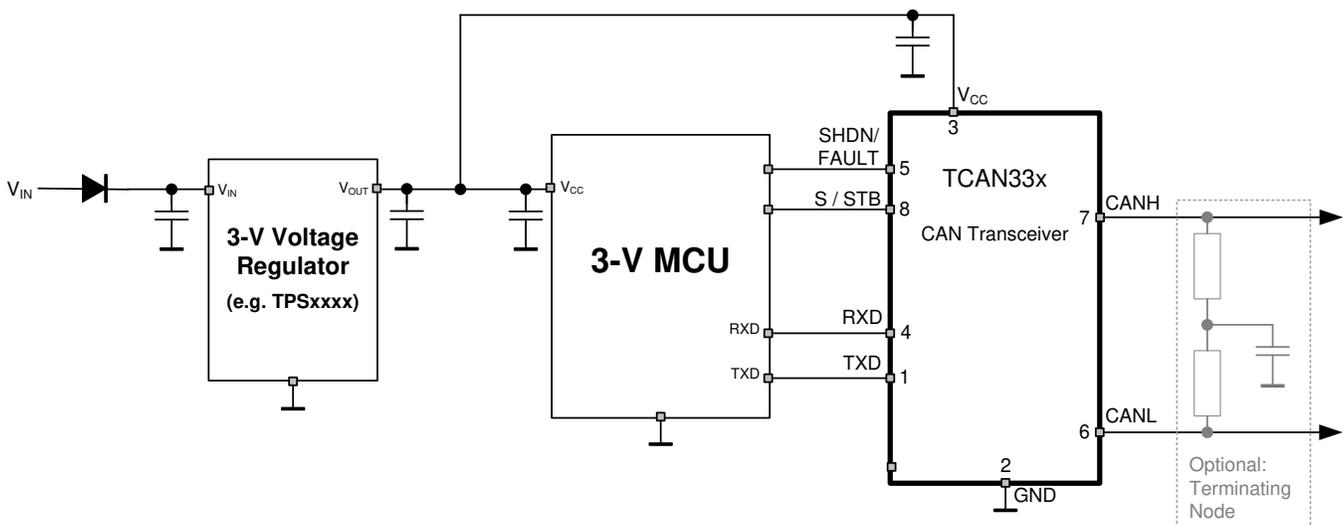 VCC
3
SHDN/
FAULT
5
S / STB
8
TCAN33x
CAN Transceiver
VIN
VIN
VOUT
3-V Voltage
Regulator
(e.g. TPSxxxx)
VCC
3-V MCU
RXD
TXD
RXD
4
TXD
1
7
CANH
6
CANL
2
GND
Optional:
Terminating
Node